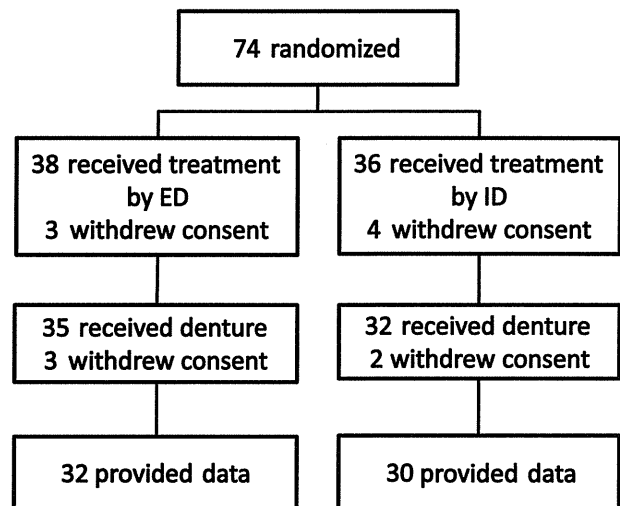 74 randomized
38 received treatment
by ED
3 withdrew consent
36 received treatment
by ID
4 withdrew consent
35 received denture
3 withdrew consent
32 received denture
2 withdrew consent
32 provided data
30 provided data